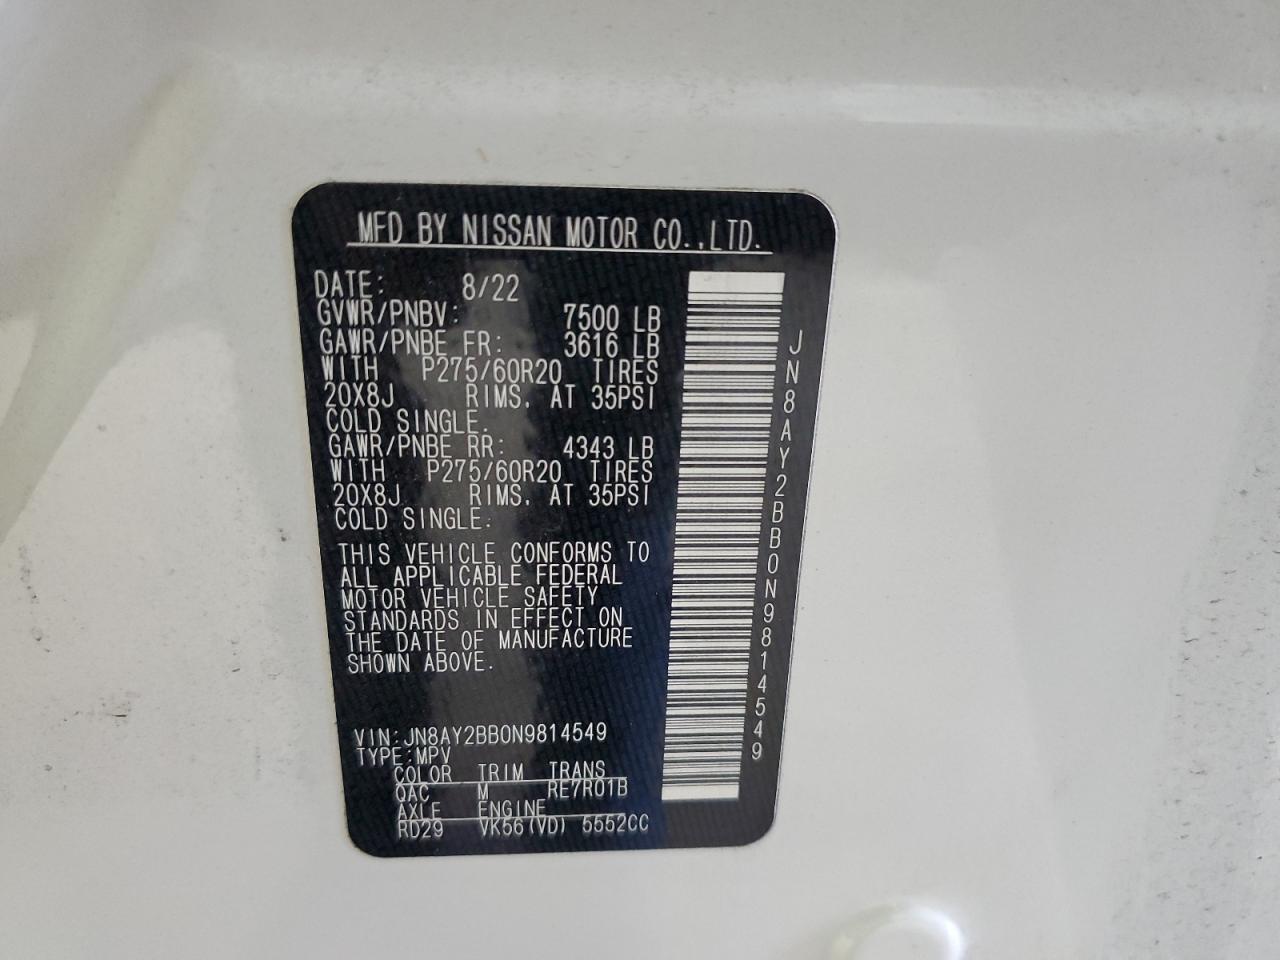 MFD BY NISSAN MOTOR CO.,LTD.
DATE: 8/22
GVWR/PNBV: 7500 LB
GAWR/PNBE FR: 3616 LB
WITH P275/60R20 TIRES
20X8J RIMS, AT 35PSI
COLD SINGLE.
GAWR/PNBE RR: 4343 LB
WITH P275/60R20 TIRES
20X8J RIMS, AT 35PSI
COLD SINGLE.
THIS VEHICLE CONFORMS TO
ALL APPLICABLE FEDERAL
MOTOR VEHICLE SAFETY
STANDARDS IN EFFECT ON
THE DATE OF MANUFACTURE
SHOWN ABOVE.
VIN:JN8AY2BB0N9814549
TYPE:MPV
COLOR TRIM TRANS
QAC M RE7R01B
AXLE ENGINE
RD29 VK56(VD) 5552CC
JN8AY2BB0N9814549